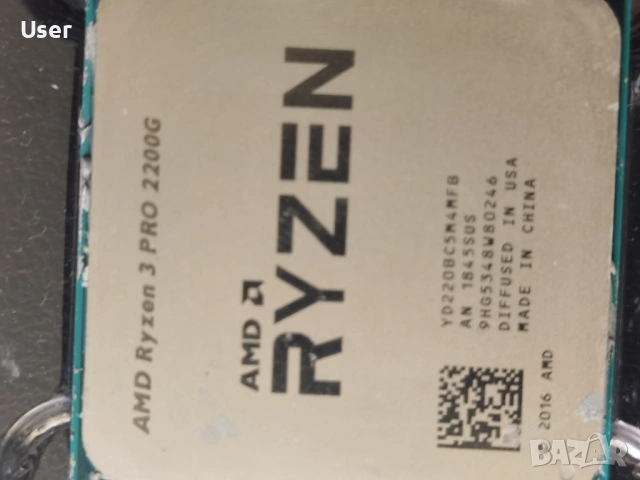 User
AMD Ryzen 3 PRO 2200G
AMD
RYZEN
YD220BC5M4MFB
AN 1845SUS
9HG5348W80246
DIFFUSED IN USA
MADE IN CHINA
© 2016 AMD
BAZAR